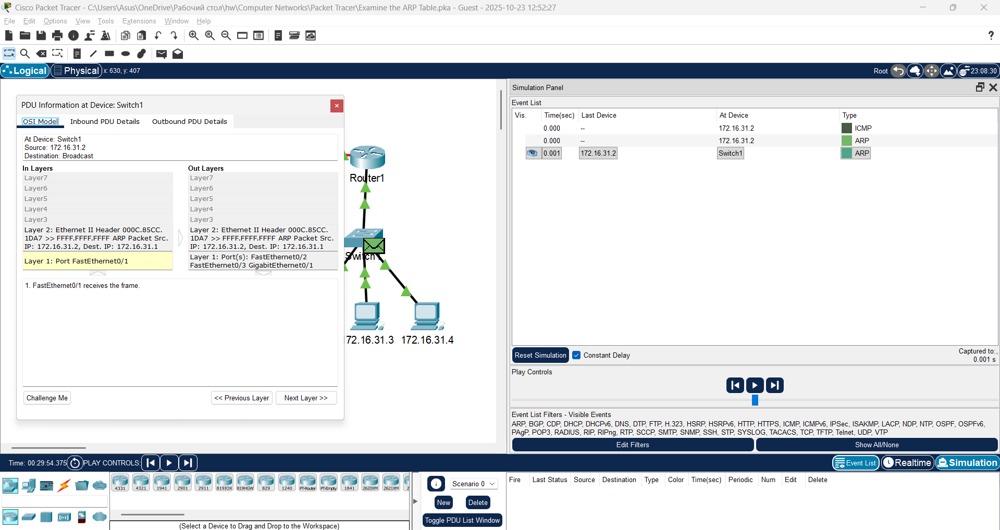 Cisco Packet Tracer - C:\Users\Asus\OneDrive\Рабочий стол\hw\Computer Networks\Packet Tracer\Examine the ARP Table.pka - Guest - 2025-10-23 12:52:27
File Edit Options View Tools Extensions Window Help
Logical Physical x: 630, y: 407 Root 23:08:30
PDU Information at Device: Switch1
OSI Model Inbound PDU Details Outbound PDU Details
At Device: Switch1
Source: 172.16.31.2
Destination: Broadcast
In Layers Out Layers
Layer7 Layer7
Layer6 Layer6
Layer5 Layer5
Layer4 Layer4
Layer3 Layer3
Layer 2: Ethernet II Header 000C.85CC.
1DA7 >> FFFF.FFFF.FFFF ARP Packet Src.
IP: 172.16.31.2, Dest. IP: 172.16.31.1
Layer 2: Ethernet II Header 000C.85CC.
1DA7 >> FFFF.FFFF.FFFF ARP Packet Src.
IP: 172.16.31.2, Dest. IP: 172.16.31.1
Layer 1: Port FastEthernet0/1
Layer 1: Port(s): FastEthernet0/2
FastEthernet0/3 GigabitEthernet0/1
1. FastEthernet0/1 receives the frame.
Challenge Me << Previous Layer Next Layer >>
Router1
Switch
72.16.31.3 172.16.31.4
Simulation Panel
Event List
Vis. Time(sec) Last Device At Device Type
0.000 -- 172.16.31.2 ICMP
0.000 -- 172.16.31.2 ARP
0.001 172.16.31.2 Switch1 ARP
Reset Simulation Constant Delay Captured to:
0.001 s
Play Controls
Event List Filters - Visible Events
ARP, BGP, CDP, DHCP, DHCPv6, DNS, DTP, FTP, H.323, HSRP, HSRPv6, HTTP, HTTPS, ICMP, ICMPv6, IPSec, ISAKMP, LACP, NDP, NTP, OSPF, OSPFv6,
PAgP, POP3, RADIUS, RIP, RIPng, RTP, SCCP, SMTP, SNMP, SSH, STP, SYSLOG, TACACS, TCP, TFTP, Telnet, UDP, VTP
Edit Filters Show All/None
Time: 00:29:54.375 PLAY CONTROLS: Event List Realtime Simulation
4331 4321 1941 2901 2911 819IOX 819HGW 829 1240 PT-Router PT-Empty 1841 2620XM 2621XM 2
(Select a Device to Drag and Drop to the Workspace)
Scenario 0
New Delete
Toggle PDU List Window
Fire Last Status Source Destination Type Color Time(sec) Periodic Num Edit Delete